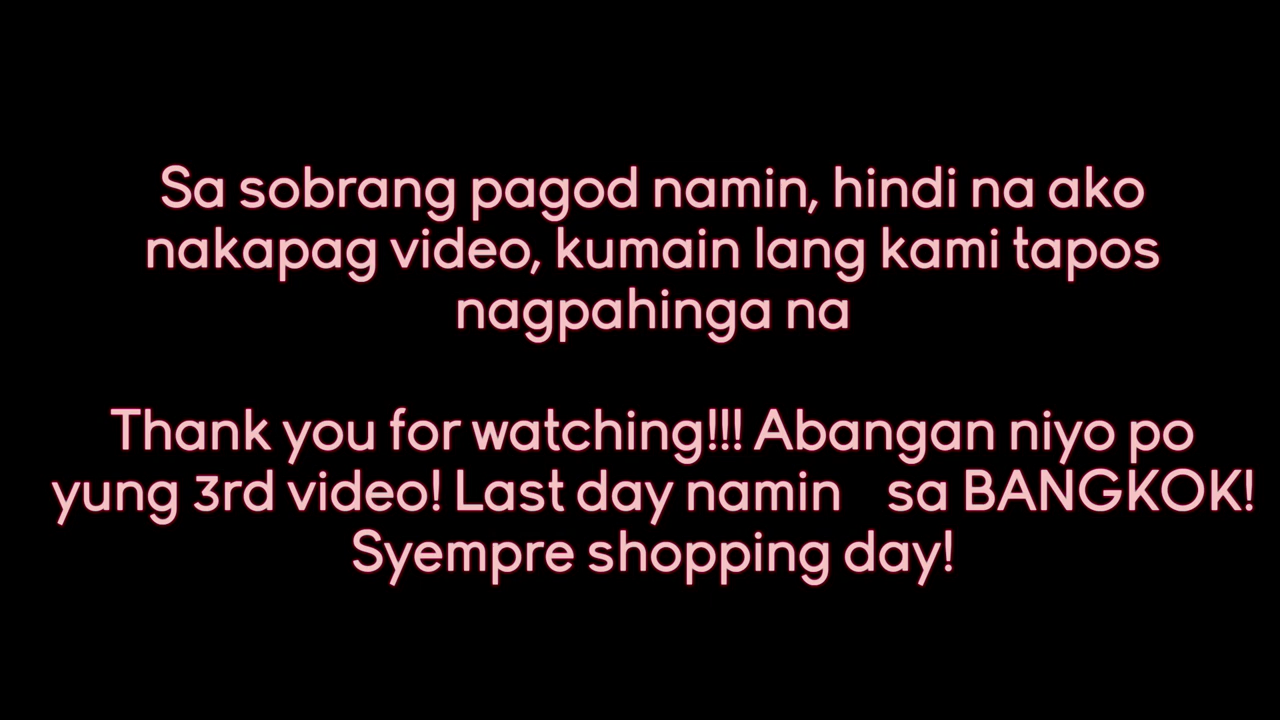 Sa sobrang pagod namin, hindi na ako
nakapag video, kumain lang kami tapos
nagpahinga na
Thank you for watching!!! Abangan niyo po
yung 3rd video! Last day namin sa BANGKOK!
Syempre shopping day!